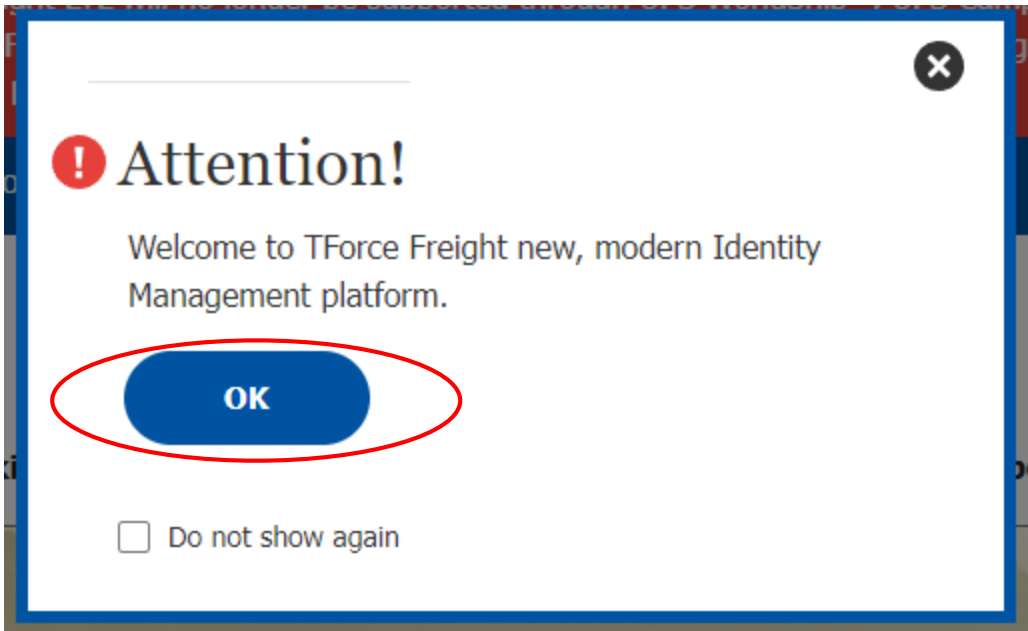 Attention!
Welcome to TForce Freight new, modern Identity
Management platform.
OK
Do not show again